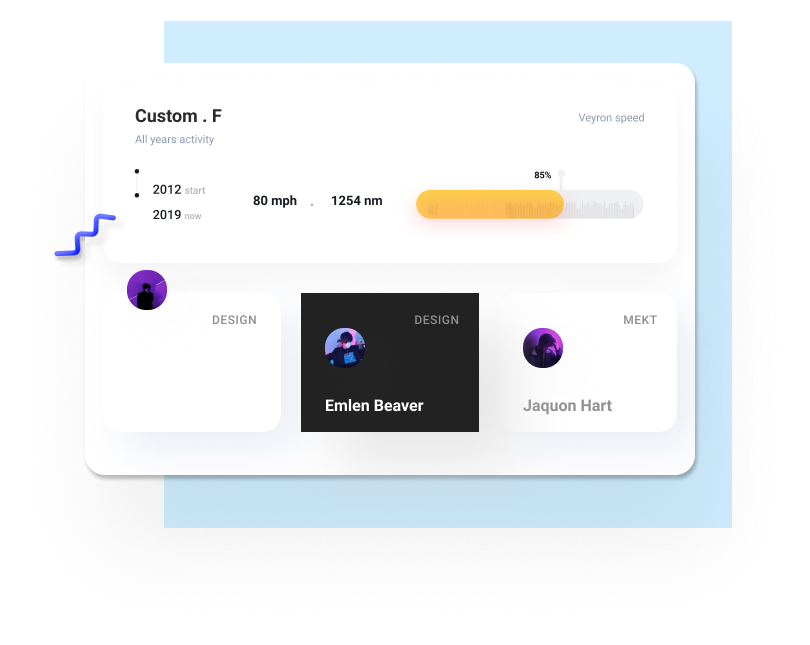 Custom . F
Veyron speed
All years activity
85%
2012 start
80 mph . 1254 nm
2019 now
DESIGN
DESIGN
MEKT
Emlen Beaver
Jaquon Hart